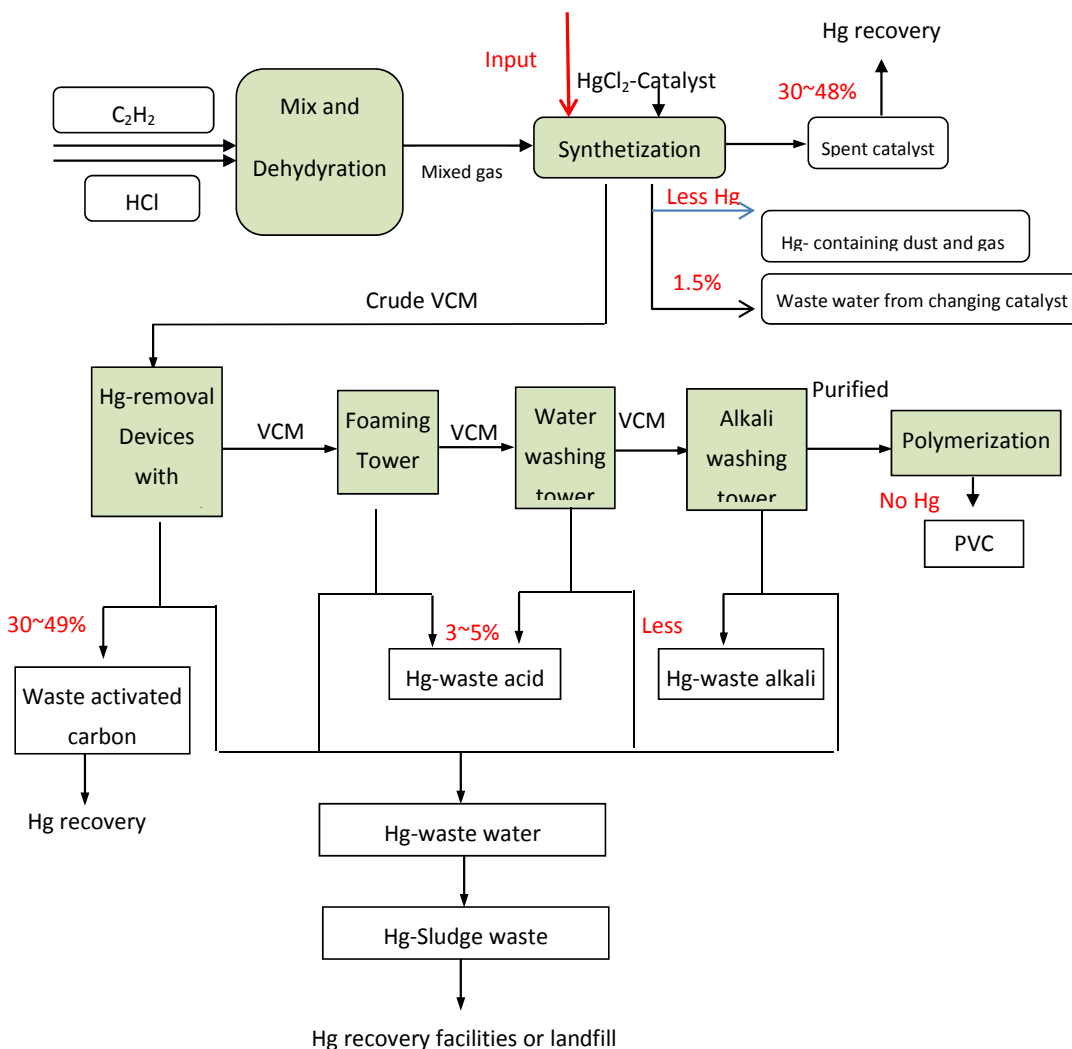 Hg recovery
Input
HgCl₂-Catalyst
30~48%
C₂H₂
Mix and
Dehydyration
HCl
Mixed gas
Synthetization
Spent catalyst
Less Hg
Hg- containing dust and gas
1.5%
Waste water from changing catalyst
Crude VCM
Hg-removal
Devices
with
VCM
Foaming
Tower
VCM
Water
washing
tower
VCM
Alkali
washing
tower
Purified
Polymerization
No Hg
PVC
30~49%
3~5%
Less
Waste activated
carbon
Hg-waste acid
Hg-waste alkali
Hg recovery
Hg-waste water
Hg-Sludge waste
Hg recovery facilities or landfill